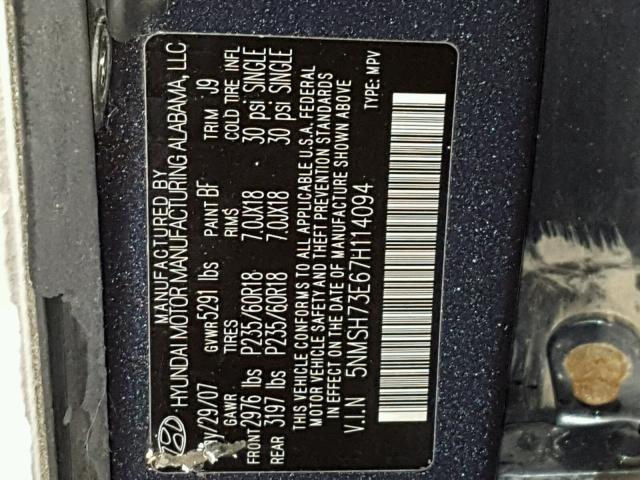 MANUFACTURED BY
HYUNDAI MOTOR MANUFACTURING ALABAMA, LLC
/29/07 GVWR 5291 lbs PAINT BF TRIM J9
GAWR TIRES RIMS COLD TIRE INFL
FRONT 2976 lbs P235/60R18 7.0JX18 30 psi SINGLE
REAR 3197 lbs P235/60R18 7.0JX18 30 psi SINGLE
THIS VEHICLE CONFORMS TO ALL APPLICABLE U.S.A. FEDERAL
MOTOR VEHICLE SAFETY, AND THEFT PREVENTION STANDARDS
IN EFFECT ON THE DATE OF MANUFACTURE SHOWN ABOVE
V.I.N 5NMSH73E67H114094 TYPE: MPV